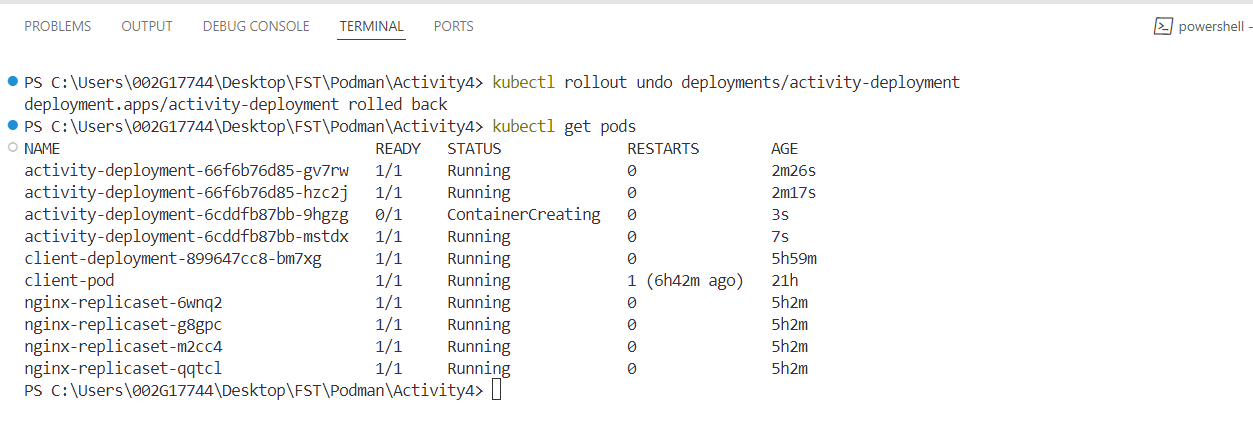 PROBLEMS OUTPUT DEBUG CONSOLE TERMINAL PORTS powershell -
PS C:\Users\002G17744\Desktop\FST\Podman\Activity4> kubectl rollout undo deployments/activity-deployment
deployment.apps/activity-deployment rolled back
PS C:\Users\002G17744\Desktop\FST\Podman\Activity4> kubectl get pods
NAME READY STATUS RESTARTS AGE
activity-deployment-66f6b76d85-gv7rw 1/1 Running 0 2m26s
activity-deployment-66f6b76d85-hzc2j 1/1 Running 0 2m17s
activity-deployment-6cddfb87bb-9hgzg 0/1 ContainerCreating 0 3s
activity-deployment-6cddfb87bb-mstdx 1/1 Running 0 7s
client-deployment-899647cc8-bm7xg 1/1 Running 0 5h59m
client-pod 1/1 Running 1 (6h42m ago) 21h
nginx-replicaset-6wnq2 1/1 Running 0 5h2m
nginx-replicaset-g8gpc 1/1 Running 0 5h2m
nginx-replicaset-m2cc4 1/1 Running 0 5h2m
nginx-replicaset-qqtcl 1/1 Running 0 5h2m
PS C:\Users\002G17744\Desktop\FST\Podman\Activity4>